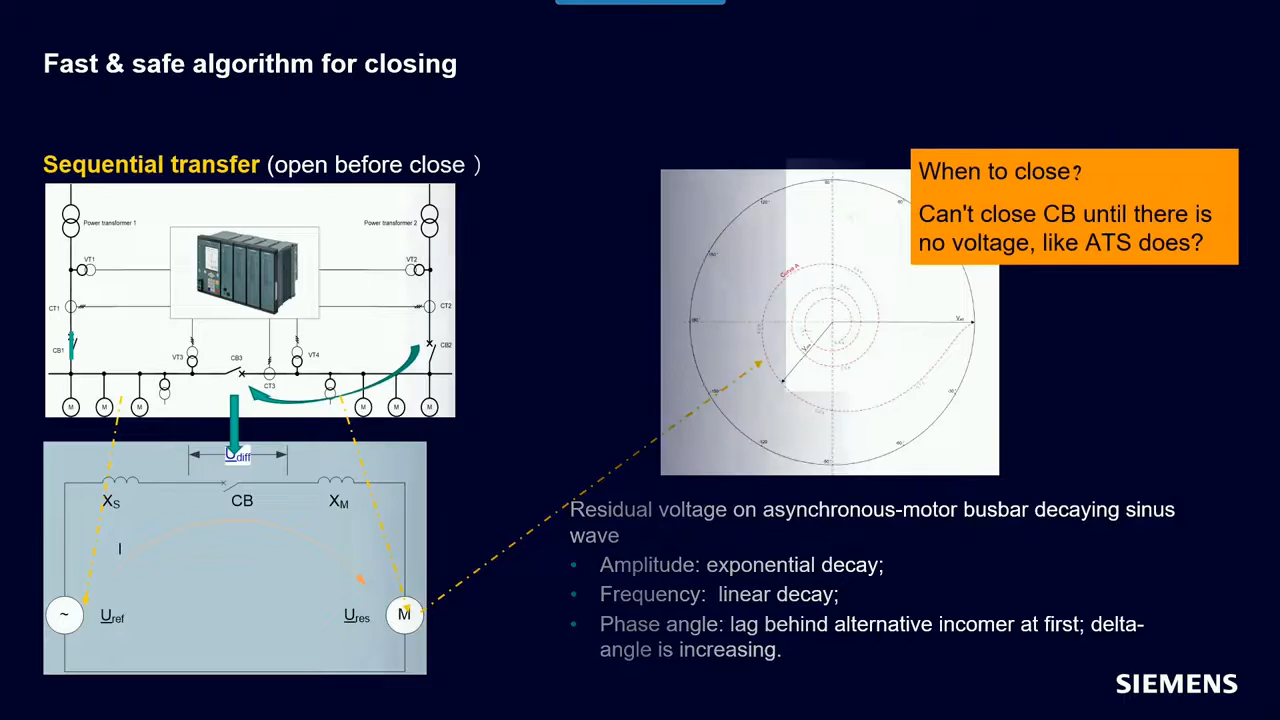 Fast & safe algorithm for closing
Sequential transfer (open before close )
Power transformer 1
Power transformer 2
VT1
VT2
CT1
CT2
CB1
CB2
VT3
CB3
VT4
CT3
M
M
M
M
M
M
Udiff
XS
CB
XM
I
~
Uref
Ures
M
When to close?
Can't close CB until there is
no voltage, like ATS does?
Curve A
Residual voltage on asynchronous-motor busbar decaying sinus
wave
• Amplitude: exponential decay;
• Frequency: linear decay;
• Phase angle: lag behind alternative incomer at first; delta-
angle is increasing.
SIEMENS